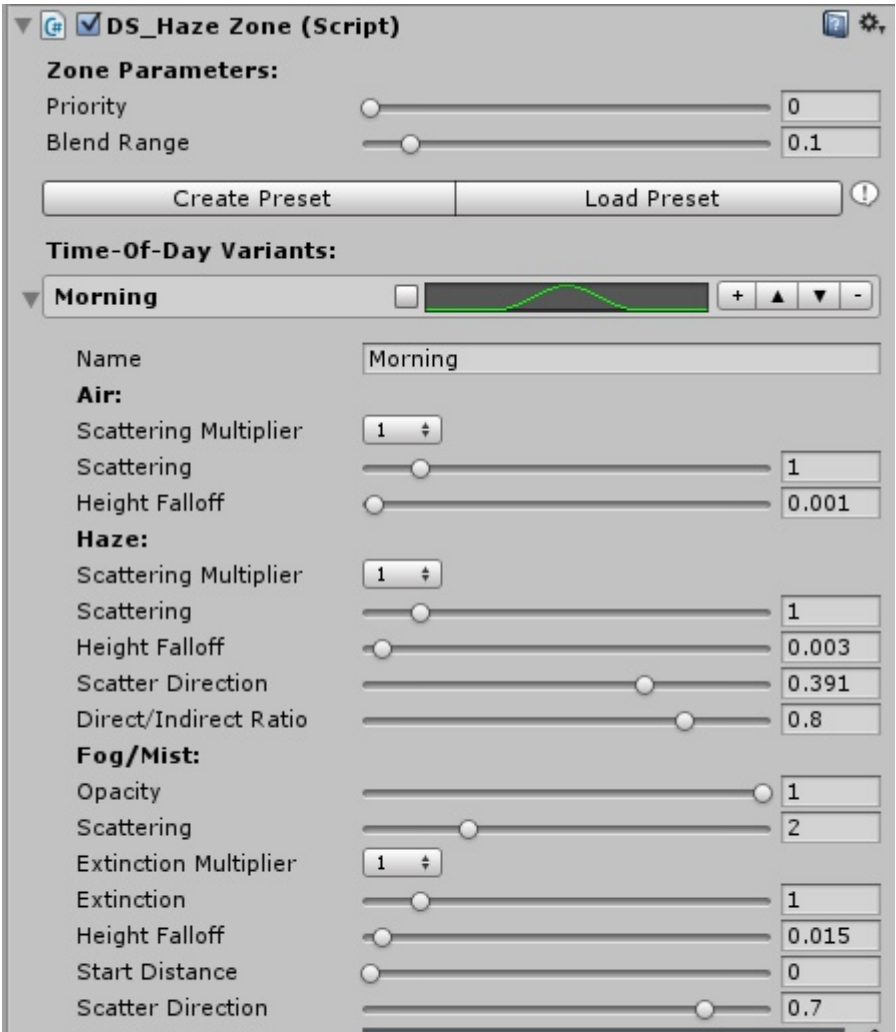 DS_Haze Zone (Script)
Zone Parameters:
Priority 0
Blend Range 0.1
Create Preset Load Preset
Time-Of-Day Variants:
Morning + ▲ ▼ -
Name Morning
Air:
Scattering Multiplier 1
Scattering 1
Height Falloff 0.001
Haze:
Scattering Multiplier 1
Scattering 1
Height Falloff 0.003
Scatter Direction 0.391
Direct/Indirect Ratio 0.8
Fog/Mist:
Opacity 1
Scattering 2
Extinction Multiplier 1
Extinction 1
Height Falloff 0.015
Start Distance 0
Scatter Direction 0.7